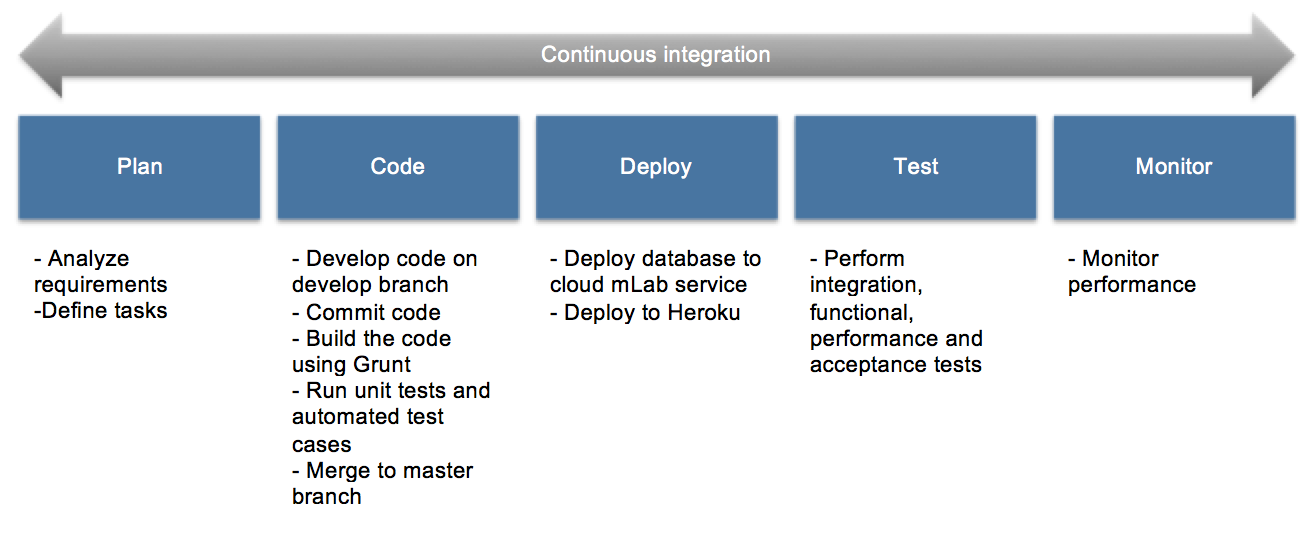 Continuous integration
Plan
Code
Deploy
Test
Monitor
- Analyze
requirements
-Define tasks
- Develop code on
develop branch
- Commit code
- Build the code
using Grunt
- Run unit tests and
automated test
cases
- Merge to master
branch
- Deploy database to
cloud mLab service
- Deploy to Heroku
- Perform
integration,
functional,
performance and
acceptance tests
- Monitor
performance